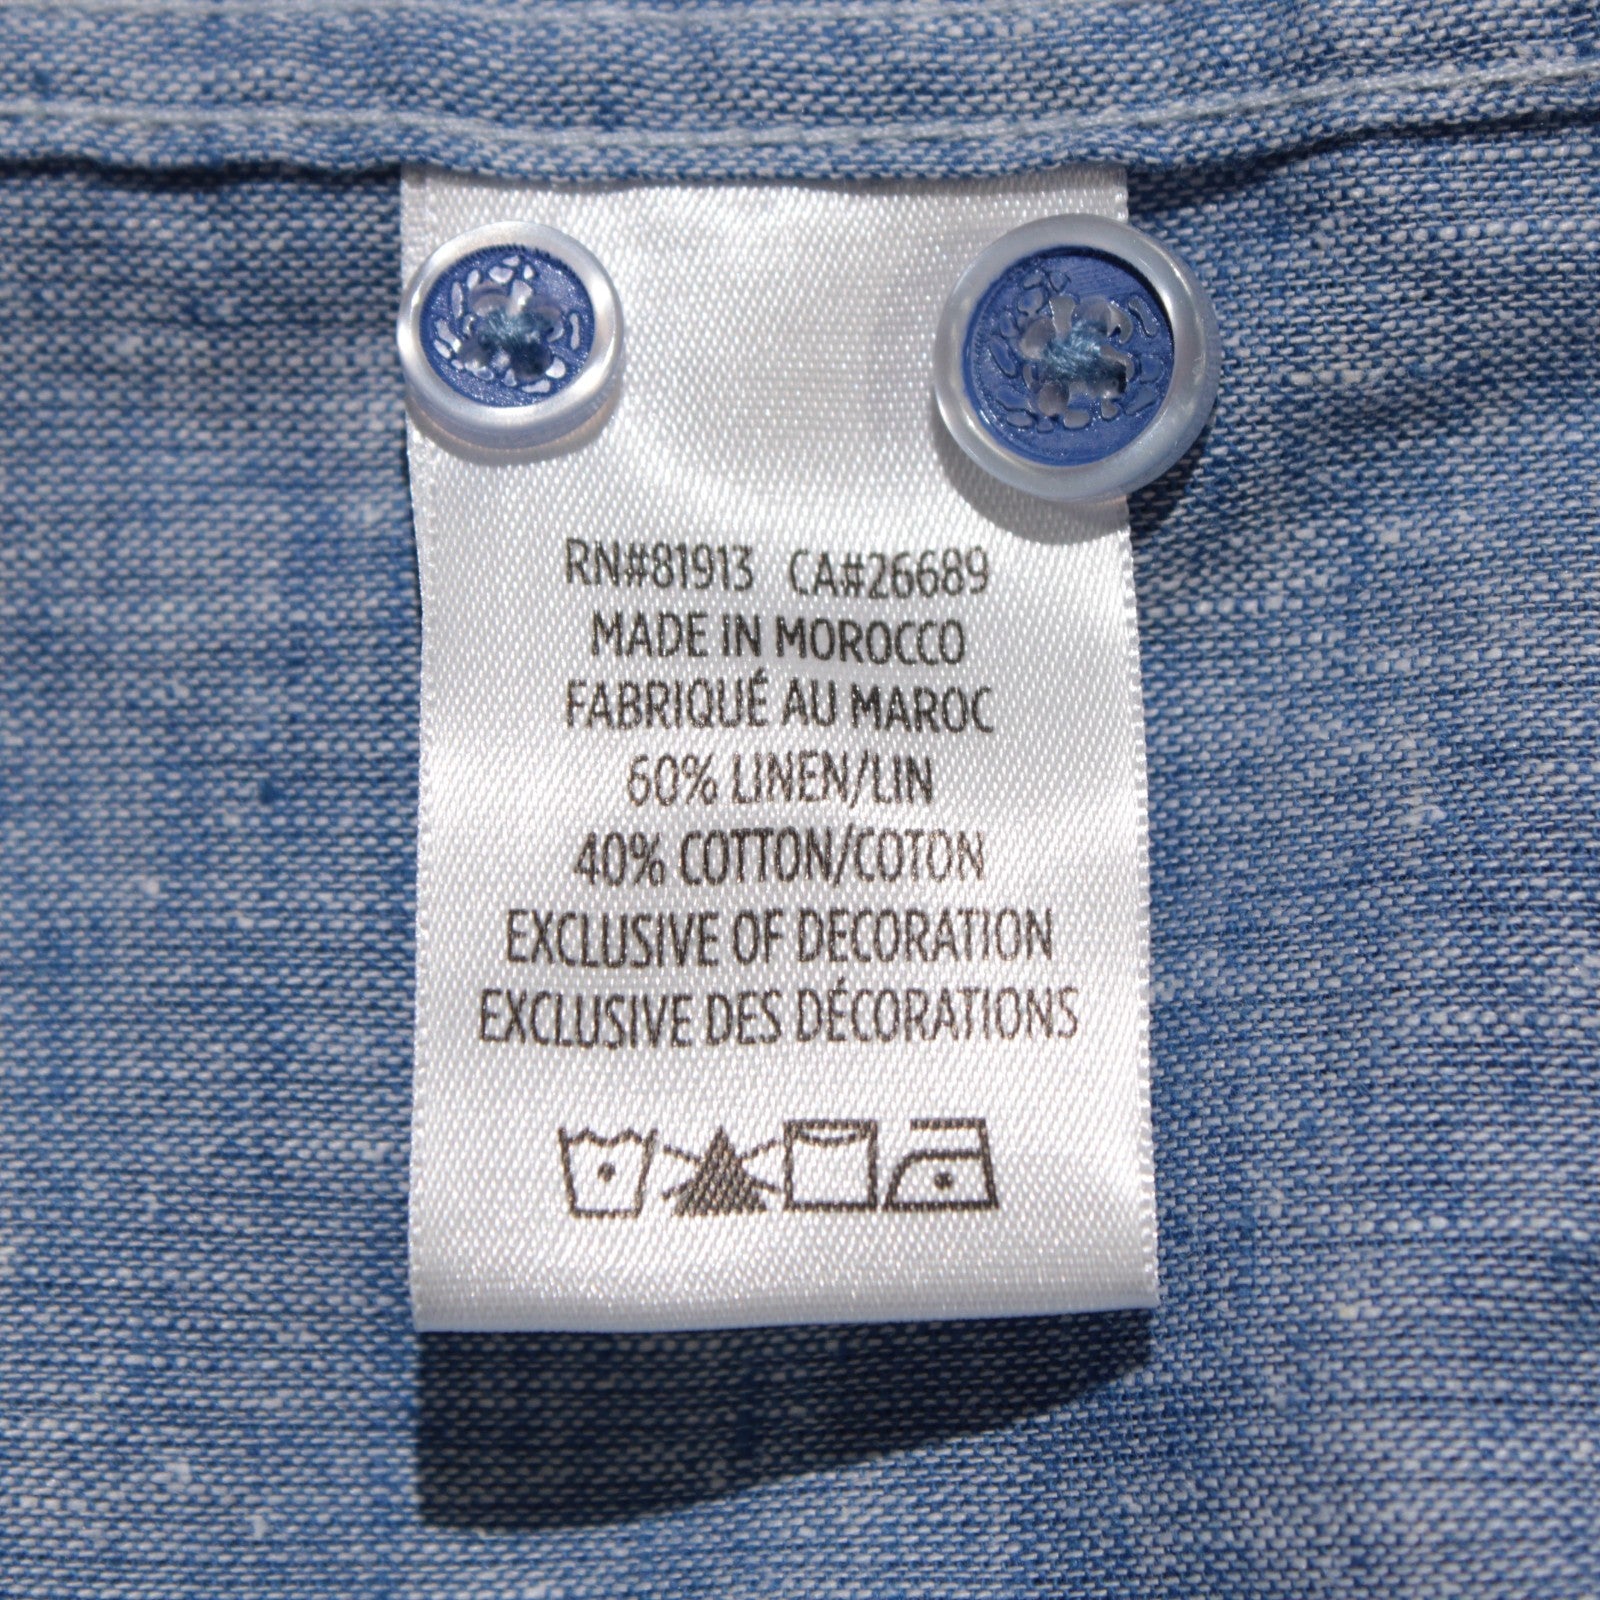 RN#81913 CA#26689
MADE IN MOROCCO
FABRIQUÉ AU MAROC
60% LINEN/LIN
40% COTTON/COTON
EXCLUSIVE OF DECORATION
EXCLUSIVE DES DÉCORATIONS